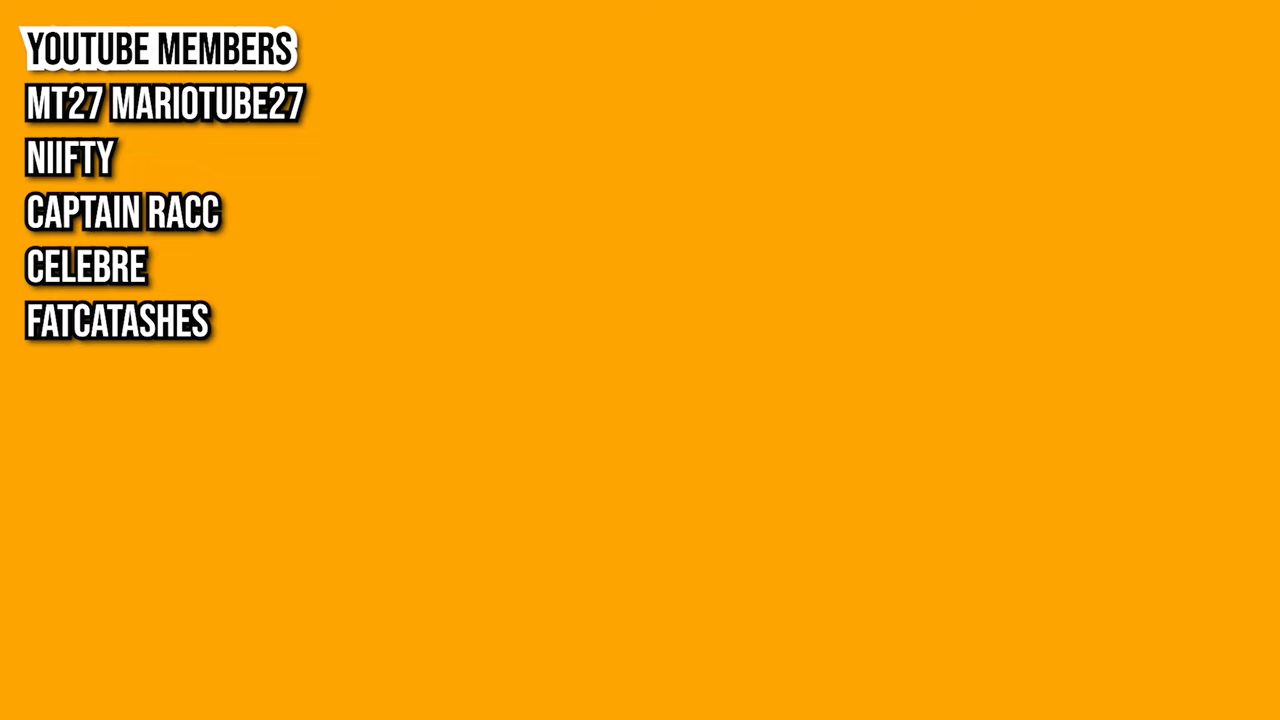 YOUTUBE MEMBERS
MT27 MARIOTUBE27
NIIFTY
CAPTAIN RACC
CELEBRE
FATCATASHES